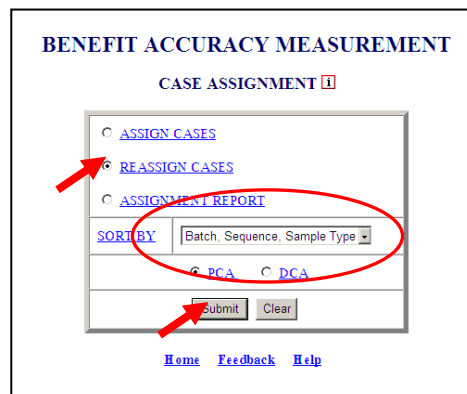 BENEFIT ACCURACY MEASUREMENT
CASE ASSIGNMENT i
ASSIGN CASES
REASSIGN CASES
ASSIGNMENT REPORT
SORT BY Batch, Sequence, Sample Type
PCA DCA
Submit Clear
Home Feedback Help